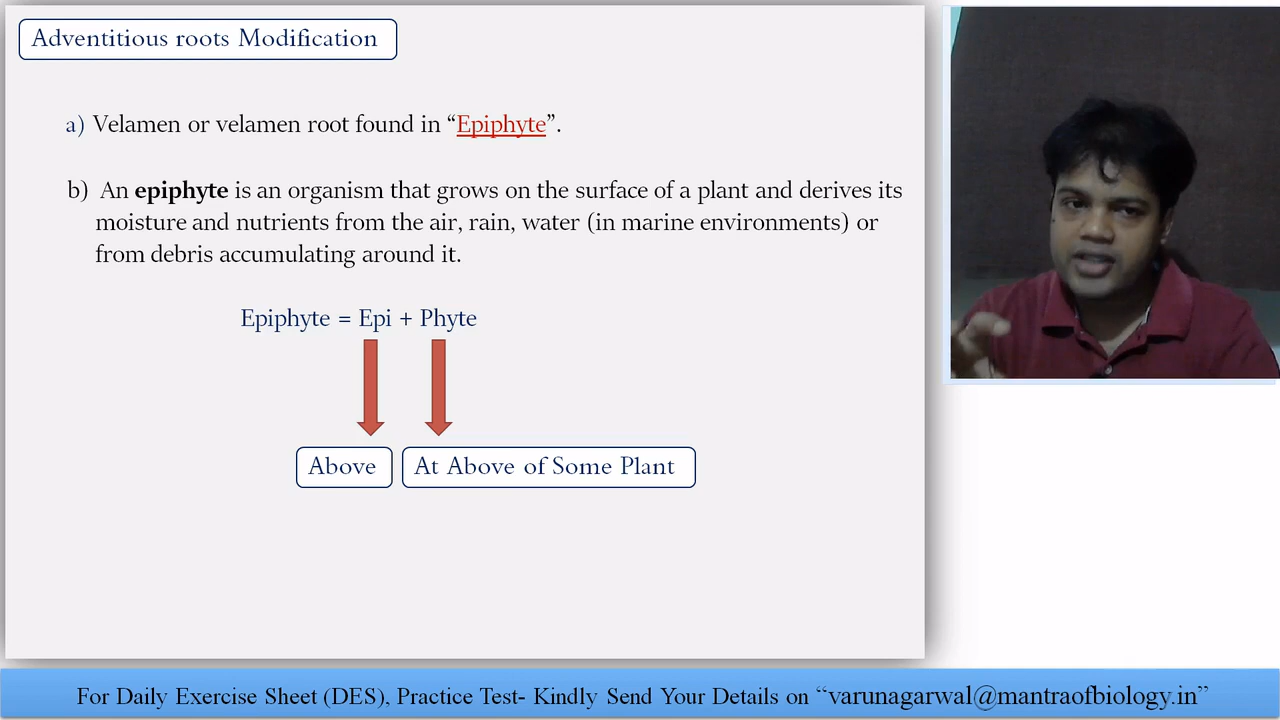 Adventitious roots Modification
a) Velamen or velamen root found in “Epiphyte”.
b) An epiphyte is an organism that grows on the surface of a plant and derives its
moisture and nutrients from the air, rain, water (in marine environments) or
from debris accumulating around it.
Epiphyte = Epi + Phyte
Above
At Above of Some Plant
For Daily Exercise Sheet (DES), Practice Test- Kindly Send Your Details on “varunagarwal@mantraofbiology.in”